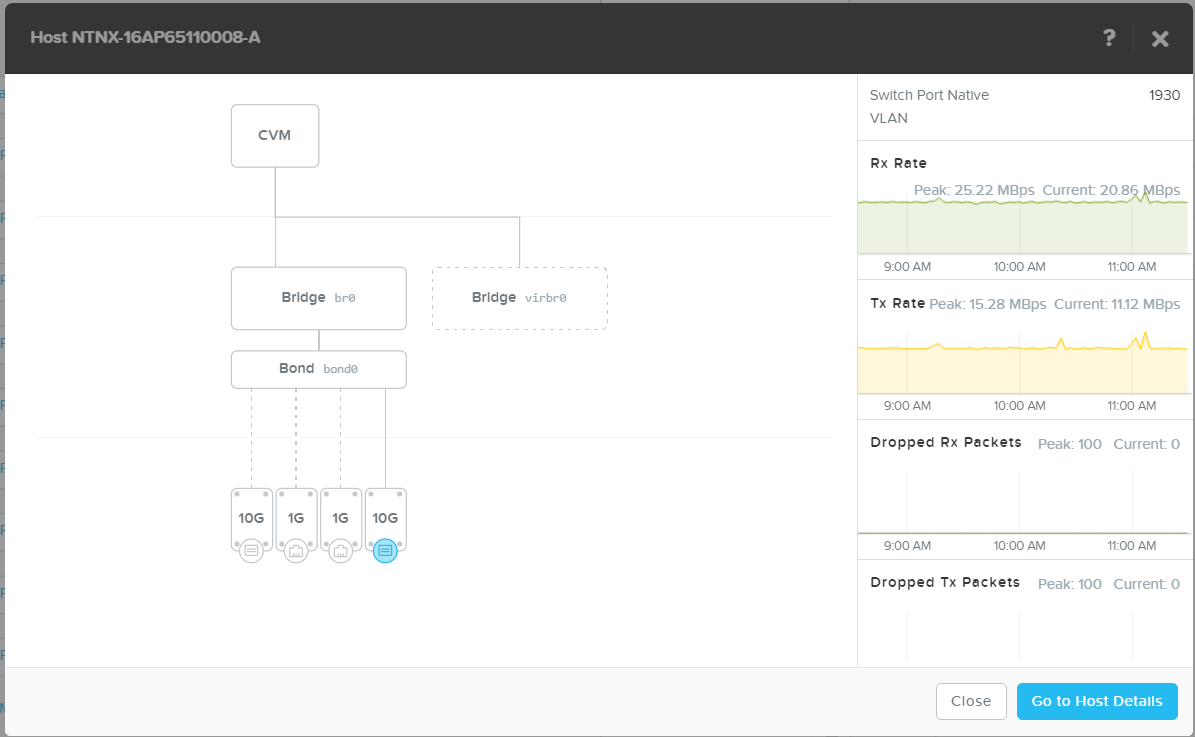 Host NTNX-16AP65110008-A
?
CVM
Bridge br0
Bridge virbr0
Bond bond0
10G 1G 1G 10G
Switch Port Native 1930
VLAN
Rx Rate
Peak: 25.22 MBps Current: 20.86 MBps
9:00 AM 10:00 AM 11:00 AM
Tx Rate Peak: 15.28 MBps Current: 11.12 MBps
9:00 AM 10:00 AM 11:00 AM
Dropped Rx Packets Peak: 100 Current: 0
9:00 AM 10:00 AM 11:00 AM
Dropped Tx Packets Peak: 100 Current: 0
Close Go to Host Details